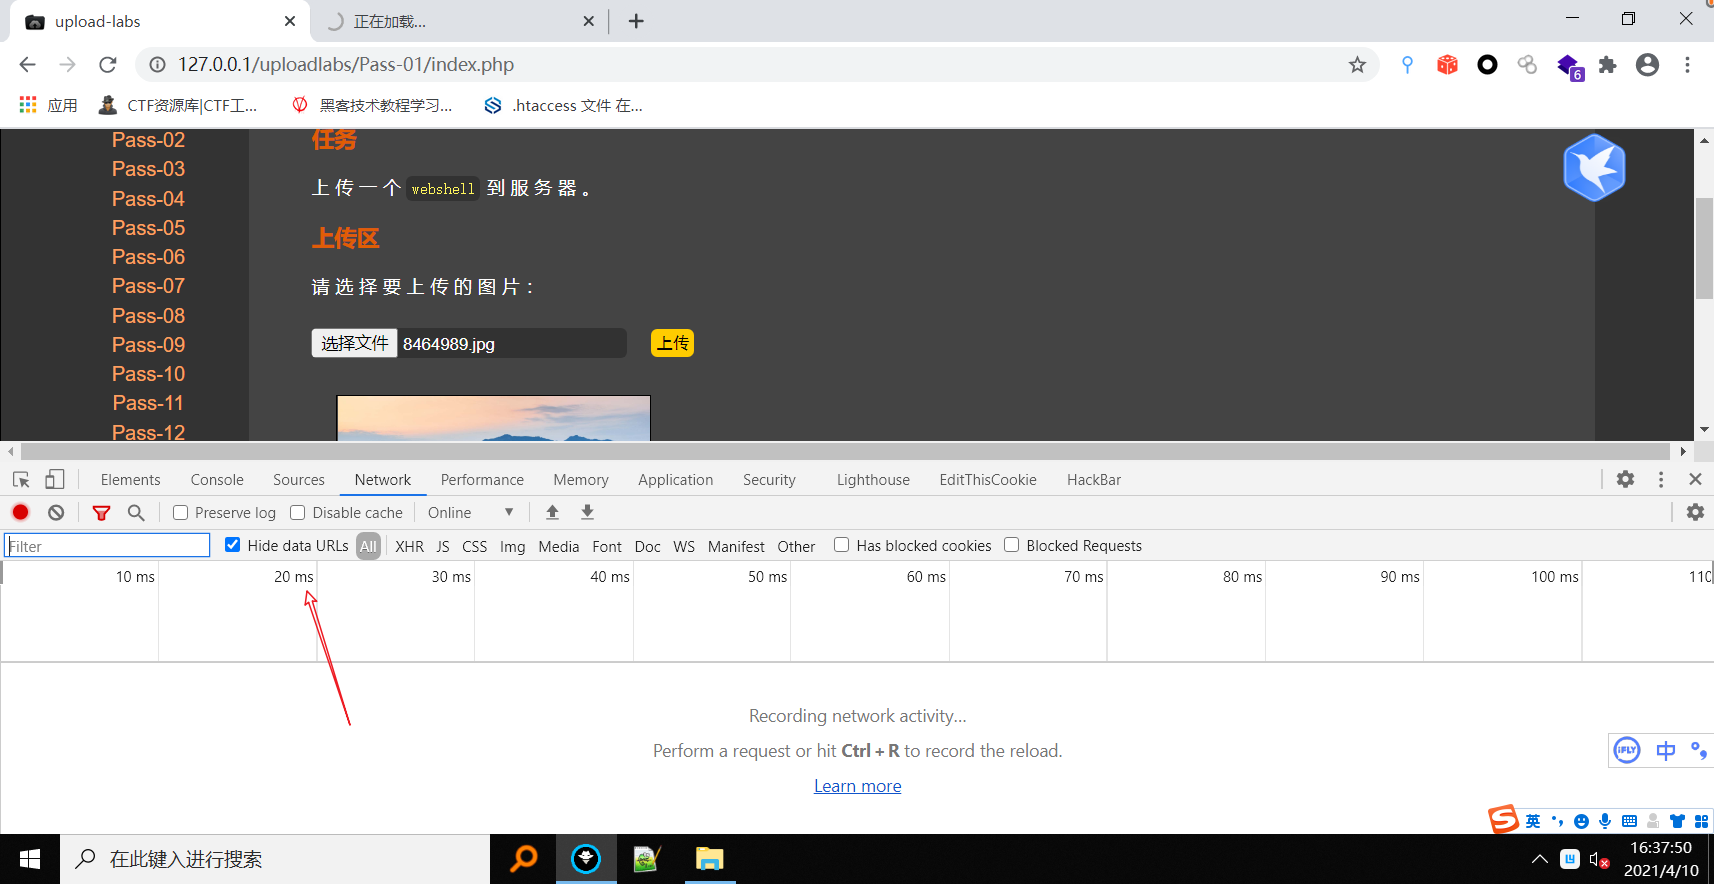 upload-labs
正在加载...
127.0.0.1/uploadlabs/Pass-01/index.php
6
应用
CTF资源库|CTF工...
黑客技术教程学习...
.htaccess 文件 在...
Pass-02
Pass-03
Pass-04
Pass-05
Pass-06
Pass-07
Pass-08
Pass-09
Pass-10
Pass-11
Pass-12
任务
上传一个 webshell 到服务器。
上传区
请选择要上传的图片：
选择文件 8464989.jpg 上传
Elements Console Sources Network Performance Memory Application Security Lighthouse EditThisCookie HackBar
Preserve log Disable cache Online
Filter Hide data URLs All XHR JS CSS Img Media Font Doc WS Manifest Other Has blocked cookies Blocked Requests
10 ms 20 ms 30 ms 40 ms 50 ms 60 ms 70 ms 80 ms 90 ms 100 ms 110
Recording network activity...
Perform a request or hit Ctrl + R to record the reload.
Learn more
iFLY 中
S 英
在此键入进行搜索
16:37:50
2021/4/10